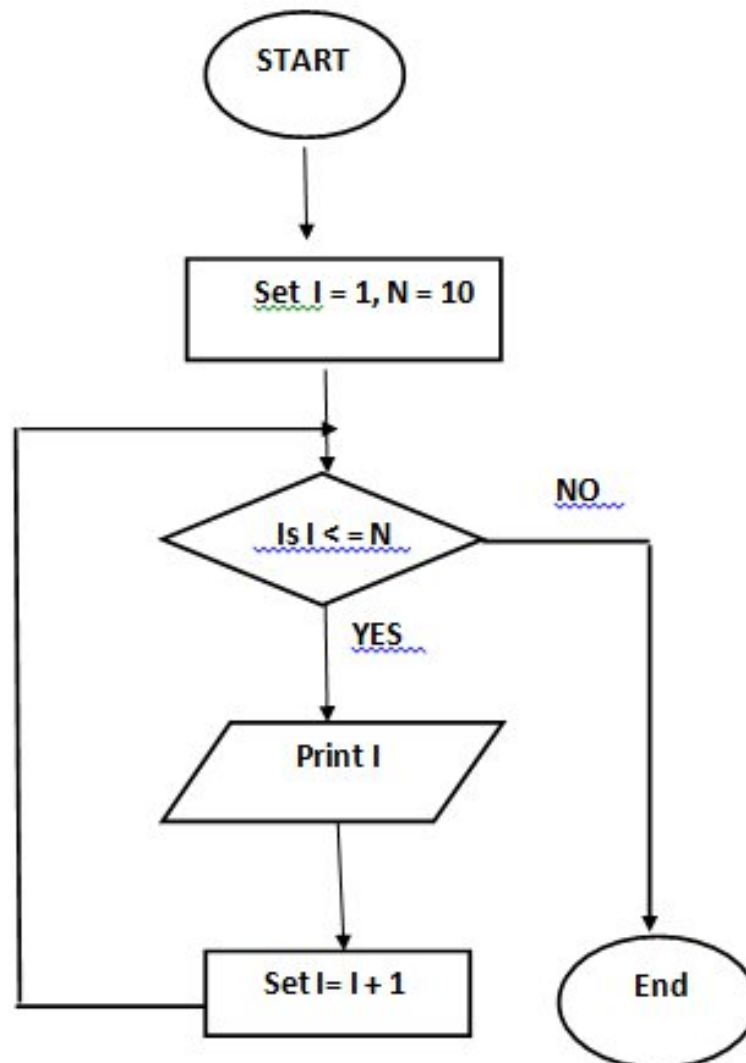 START
Set I = 1, N = 10
NO
Is I < = N
YES
Print I
Set I= I + 1
End